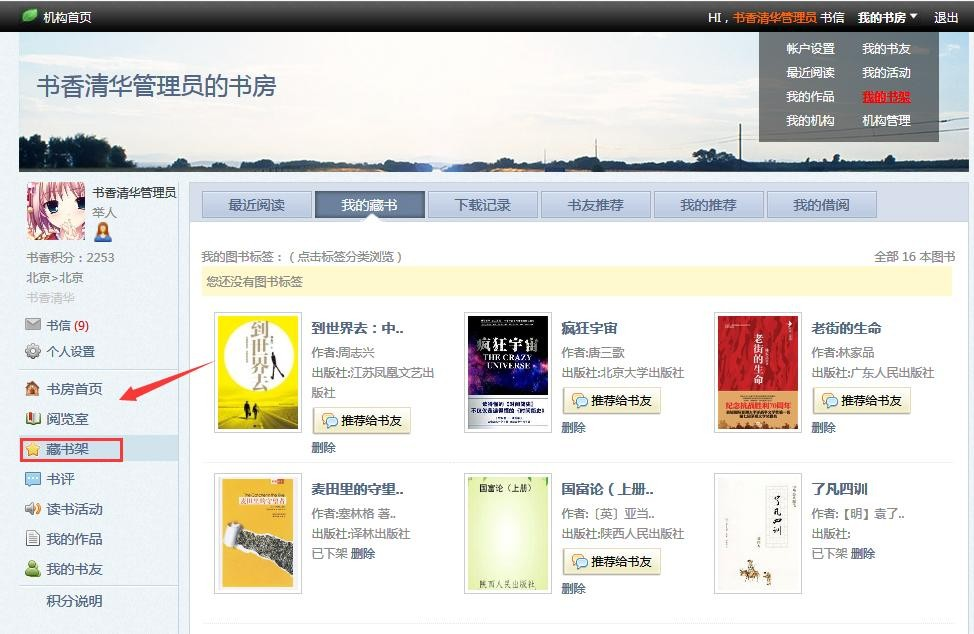 机构首页
HI，书香清华管理员 书信 我的书房 退出
帐户设置 我的书友
最近阅读 我的活动
我的作品 我的书架
我的机构 机构管理
书香清华管理员的书房
书香清华管理员
举人
书香积分：2253
北京>北京
书香清华
书信 (9)
个人设置
书房首页
阅览室
藏书架
书评
读书活动
我的作品
我的书友
积分说明
最近阅读 我的藏书 下载记录 书友推荐 我的推荐 我的借阅
我的图书标签：（点击标签分类浏览） 全部 16 本图书
您还没有图书标签
到世界去
到世界去：中..
作者:周志兴
出版社:江苏凤凰文艺出
版社
推荐给书友
删除
疯狂宇宙
THE CRAZY
UNIVERSE
疯狂宇宙
作者:唐三歌
出版社:北京大学出版社
推荐给书友
删除
老街的生命
纪念抗战胜利70周年
老街的生命
作者:林家品
出版社:广东人民出版社
推荐给书友
删除
麦田里的守望者
麦田里的守望..
作者:塞林格 著..
出版社:译林出版社
已下架 删除
国富论（上册）
陕西人民出版社
国富论（上册..
作者:［英］亚当..
出版社:陕西人民出版社
推荐给书友
删除
了凡四训
了凡四训
作者:【明】袁了..
出版社:
已下架 删除